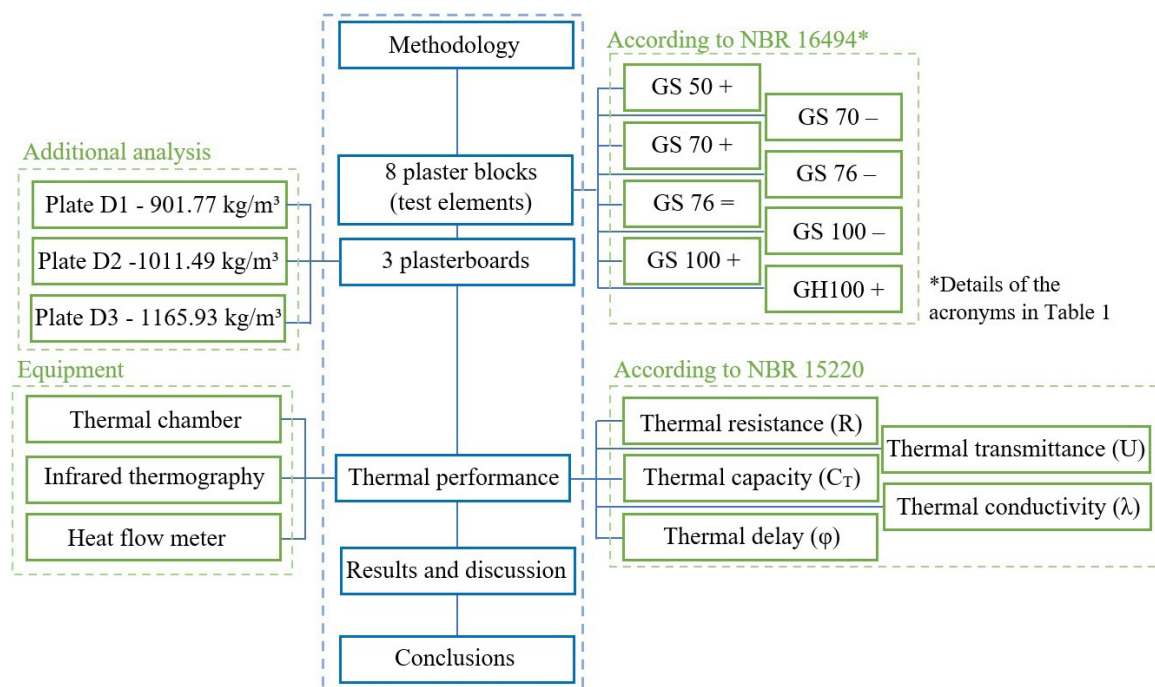 Methodology
According to NBR 16494*
GS 50 +
GS 70 –
GS 70 +
GS 76 –
GS 76 =
GS 100 –
GS 100 +
GH100 +
*Details of the
acronyms in Table 1
8 plaster blocks
(test elements)
Additional analysis
Plate D1 - 901.77 kg/m³
Plate D2 -1011.49 kg/m³
Plate D3 - 1165.93 kg/m³
3 plasterboards
Equipment
Thermal chamber
Infrared thermography
Heat flow meter
Thermal performance
According to NBR 15220
Thermal resistance (R)
Thermal transmittance (U)
Thermal capacity (C_T)
Thermal conductivity (λ)
Thermal delay (φ)
Results and discussion
Conclusions